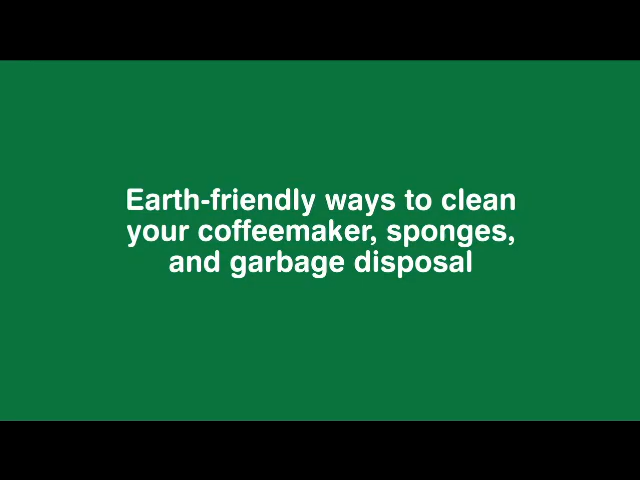 Earth-friendly ways to clean
your coffeemaker, sponges,
and garbage disposal